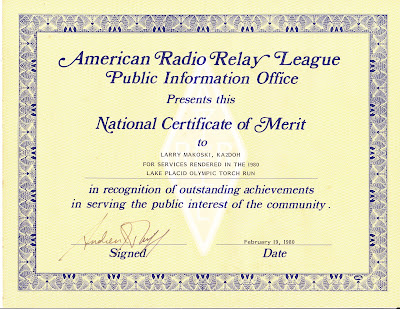 American Radio Relay League
Public Information Office
Presents this
National Certificate of Merit
to
LARRY MAKOSKI, KA2DOH
FOR SERVICES RENDERED IN THE 1980
LAKE PLACID OLYMPIC TORCH RUN
in recognition of outstanding achievements
in serving the public interest of the community.
February 19, 1980
Signed Date